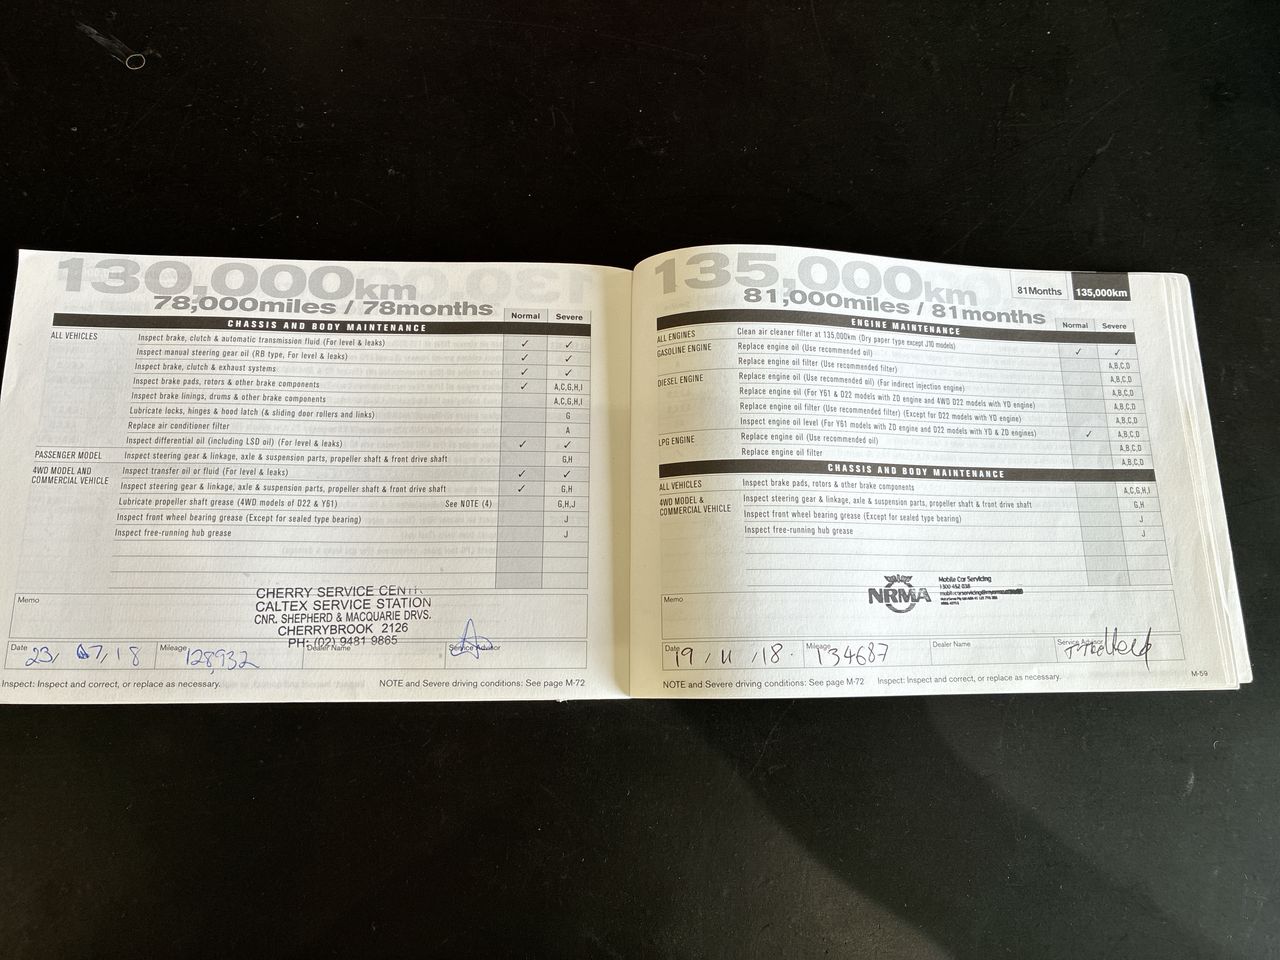 130,000km
78,000miles / 78months
Normal Severe
CHASSIS AND BODY MAINTENANCE
ALL VEHICLES Inspect brake, clutch & automatic transmission fluid (For level & leaks) ✓ ✓
Inspect manual steering gear oil (RB type, For level & leaks) ✓ ✓
Inspect brake, clutch & exhaust systems ✓ ✓
Inspect brake pads, rotors & other brake components ✓ A,C,G,H,I
Inspect brake linings, drums & other brake components A,C,G,H,I
Lubricate locks, hinges & hood latch (& sliding door rollers and links) G
Replace air conditioner filter A
Inspect differential oil (including LSD oil) (For level & leaks) ✓ ✓
PASSENGER MODEL Inspect steering gear & linkage, axle & suspension parts, propeller shaft & front drive shaft G,H
4WD MODEL AND COMMERCIAL VEHICLE Inspect transfer oil or fluid (For level & leaks) ✓ ✓
Inspect steering gear & linkage, axle & suspension parts, propeller shaft & front drive shaft ✓ G,H
Lubricate propeller shaft grease (4WD models of D22 & Y61) See NOTE (4) G,H,J
Inspect front wheel bearing grease (Except for sealed type bearing) J
Inspect free-running hub grease J
Memo
CHERRY SERVICE CENTR
CALTEX SERVICE STATION
CNR. SHEPHERD & MACQUARIE DRVS.
CHERRYBROOK 2126
PH: (02) 9481 9865
Date 23, 07, 18 Mileage 128,932 Dealer Name Service Advisor
Inspect: Inspect and correct, or replace as necessary. NOTE and Severe driving conditions: See page M-72
135,000km
81,000miles / 81months
81Months 135,000km
Normal Severe
ENGINE MAINTENANCE
ALL ENGINES Clean air cleaner filter at 135,000km (Dry paper type except J10 models)
GASOLINE ENGINE Replace engine oil (Use recommended oil) ✓ ✓
Replace engine oil filter (Use recommended filter) A,B,C,D
DIESEL ENGINE Replace engine oil (Use recommended oil) (For indirect injection engine) A,B,C,D
Replace engine oil (For Y61 & D22 models with ZD engine and 4WD D22 models with YD engine) A,B,C,D
Replace engine oil filter (Use recommended filter) (Except for D22 models with YD engine) A,B,C,D
Inspect engine oil level (For Y61 models with ZD engine and D22 models with YD & ZD engines) A,B,C,D
LPG ENGINE Replace engine oil (Use recommended oil) ✓ A,B,C,D
Replace engine oil filter A,B,C,D
A,B,C,D
CHASSIS AND BODY MAINTENANCE
ALL VEHICLES Inspect brake pads, rotors & other brake components A,C,G,H,I
4WD MODEL & COMMERCIAL VEHICLE Inspect steering gear & linkage, axle & suspension parts, propeller shaft & front drive shaft G,H
Inspect front wheel bearing grease (Except for sealed type bearing) J
Inspect free-running hub grease J
Memo
NRMA
Mobile Car Servicing
1300 452 038
Date 19 / 11 / 18 . Mileage 134687 Dealer Name Service Advisor
NOTE and Severe driving conditions: See page M-72 Inspect: Inspect and correct, or replace as necessary.
M-59